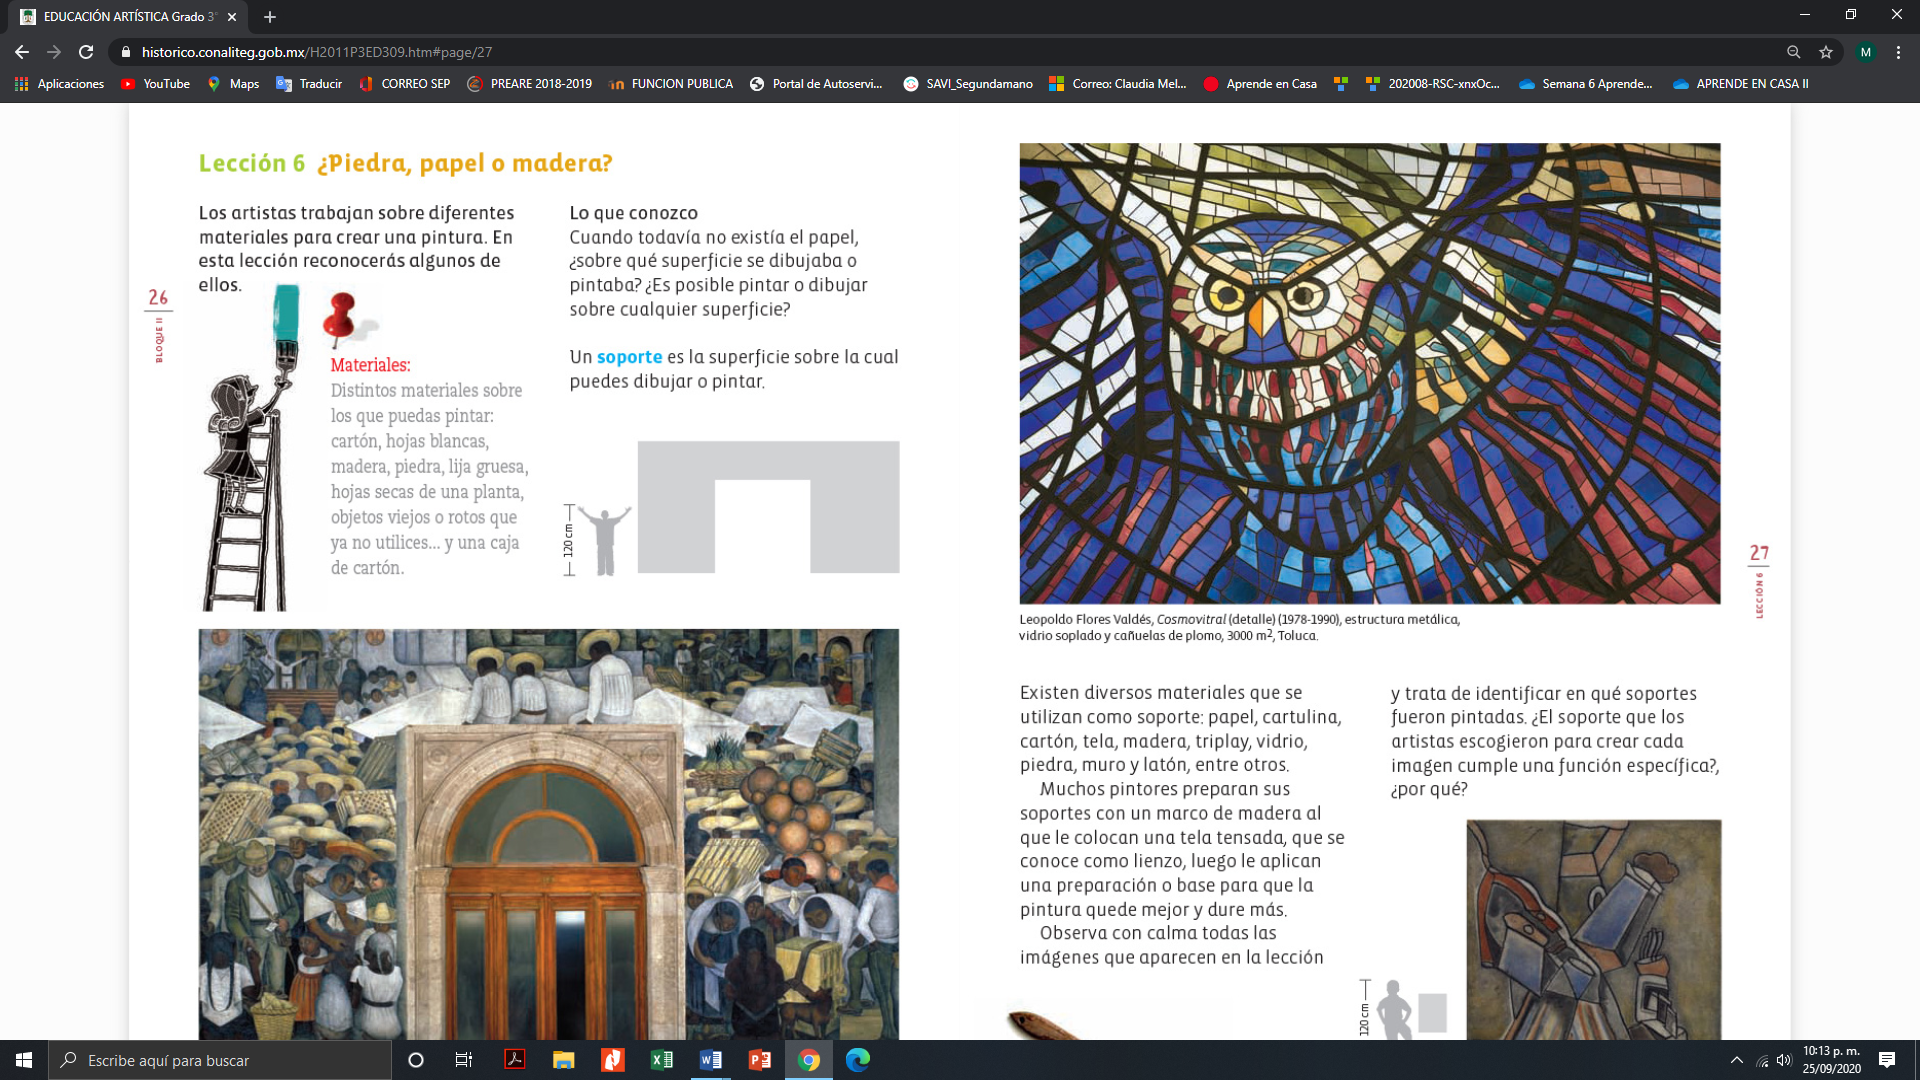 EDUCACIÓN ARTÍSTICA Grado 3°
historico.conaliteg.gob.mx/H2011P3ED309.htm#page/27
M
Aplicaciones
YouTube
Maps
Traducir
CORREO SEP
PREARE 2018-2019
FUNCION PUBLICA
Portal de Autoservi...
SAVI_Segundamano
Correo: Claudia Mel...
Aprende en Casa
202008-RSC-xnxOc...
Semana 6 Aprende...
APRENDE EN CASA II
Lección 6 ¿Piedra, papel o madera?
Los artistas trabajan sobre diferentes
materiales para crear una pintura. En
esta lección reconocerás algunos de
ellos.
26
BLOQUE II
Materiales:
Distintos materiales sobre
los que puedas pintar:
cartón, hojas blancas,
madera, piedra, lija gruesa,
hojas secas de una planta,
objetos viejos o rotos que
ya no utilices... y una caja
de cartón.
Lo que conozco
Cuando todavía no existía el papel,
¿sobre qué superficie se dibujaba o
pintaba? ¿Es posible pintar o dibujar
sobre cualquier superficie?
Un soporte es la superficie sobre la cual
puedes dibujar o pintar.
120 cm
27
LECCIÓN 6
Leopoldo Flores Valdés, Cosmovitral (detalle) (1978-1990), estructura metálica,
vidrio soplado y cañuelas de plomo, 3000 m², Toluca.
Existen diversos materiales que se
utilizan como soporte: papel, cartulina,
cartón, tela, madera, triplay, vidrio,
piedra, muro y latón, entre otros.
Muchos pintores preparan sus
soportes con un marco de madera al
que le colocan una tela tensada, que se
conoce como lienzo, luego le aplican
una preparación o base para que la
pintura quede mejor y dure más.
Observa con calma todas las
imágenes que aparecen en la lección
y trata de identificar en qué soportes
fueron pintadas. ¿El soporte que los
artistas escogieron para crear cada
imagen cumple una función específica?,
¿por qué?
120 cm
Escribe aquí para buscar
10:13 p. m.
25/09/2020